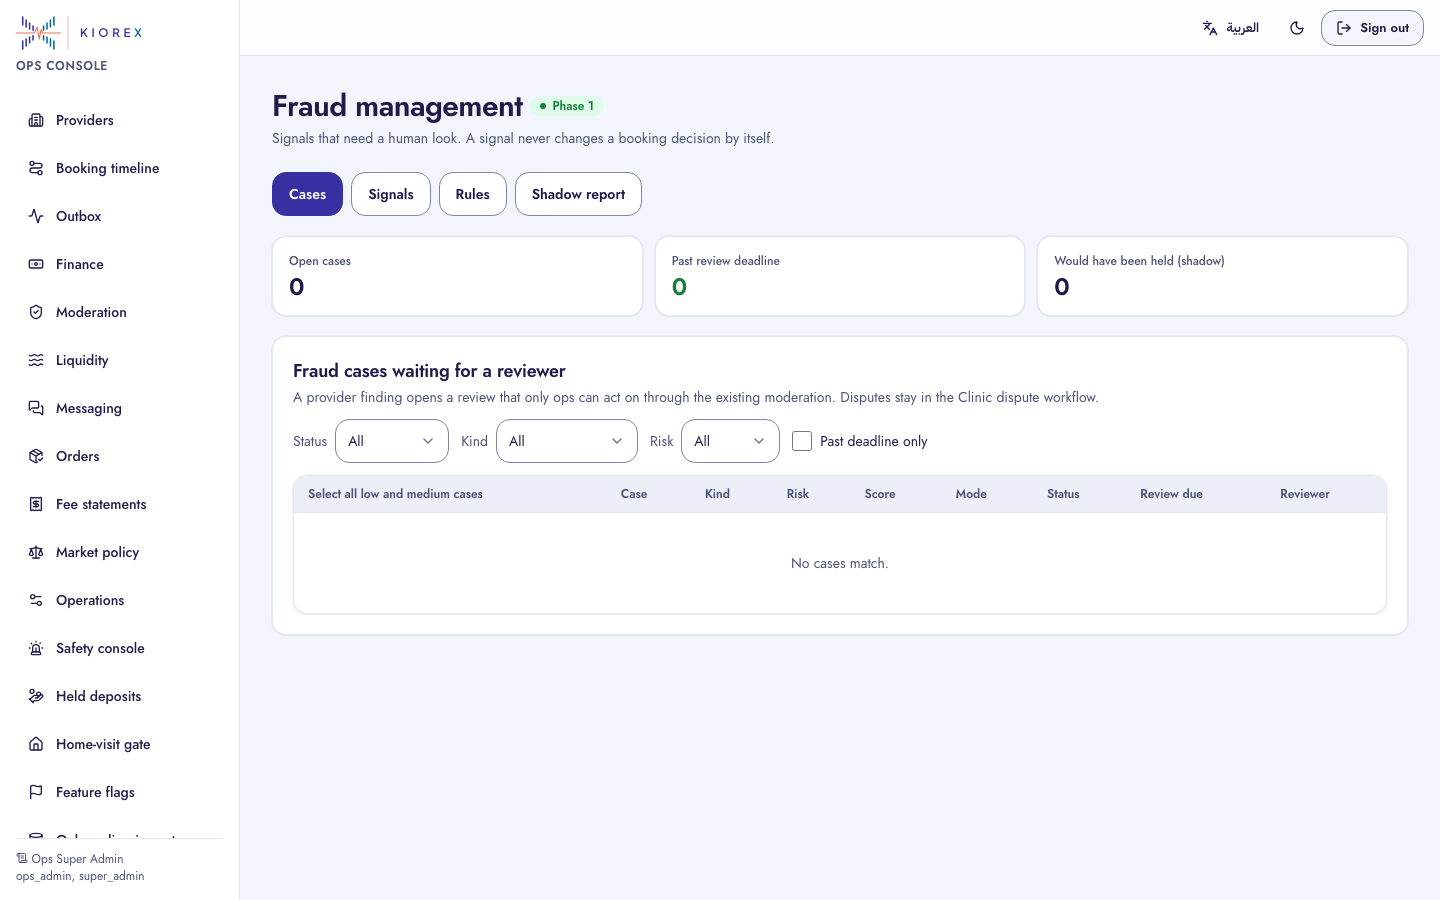 KIOREX
OPS CONSOLE
العربية
Sign out
Providers
Booking timeline
Outbox
Finance
Moderation
Liquidity
Messaging
Orders
Fee statements
Market policy
Operations
Safety console
Held deposits
Home-visit gate
Feature flags
Ops Super Admin
ops_admin, super_admin
Fraud management
Phase 1
Signals that need a human look. A signal never changes a booking decision by itself.
Cases
Signals
Rules
Shadow report
Open cases
0
Past review deadline
0
Would have been held (shadow)
0
Fraud cases waiting for a reviewer
A provider finding opens a review that only ops can act on through the existing moderation. Disputes stay in the Clinic dispute workflow.
Status All Kind All Risk All Past deadline only
Select all low and medium cases Case Kind Risk Score Mode Status Review due Reviewer
No cases match.